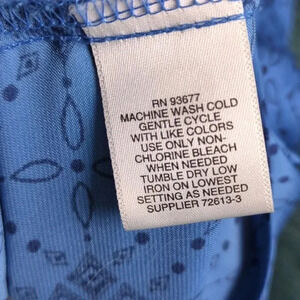 RN 93677
MACHINE WASH COLD
GENTLE CYCLE
WITH LIKE COLORS
USE ONLY NON-
CHLORINE BLEACH
WHEN NEEDED
TUMBLE DRY LOW
IRON ON LOWEST
SETTING AS NEEDED
SUPPLIER 72613-3